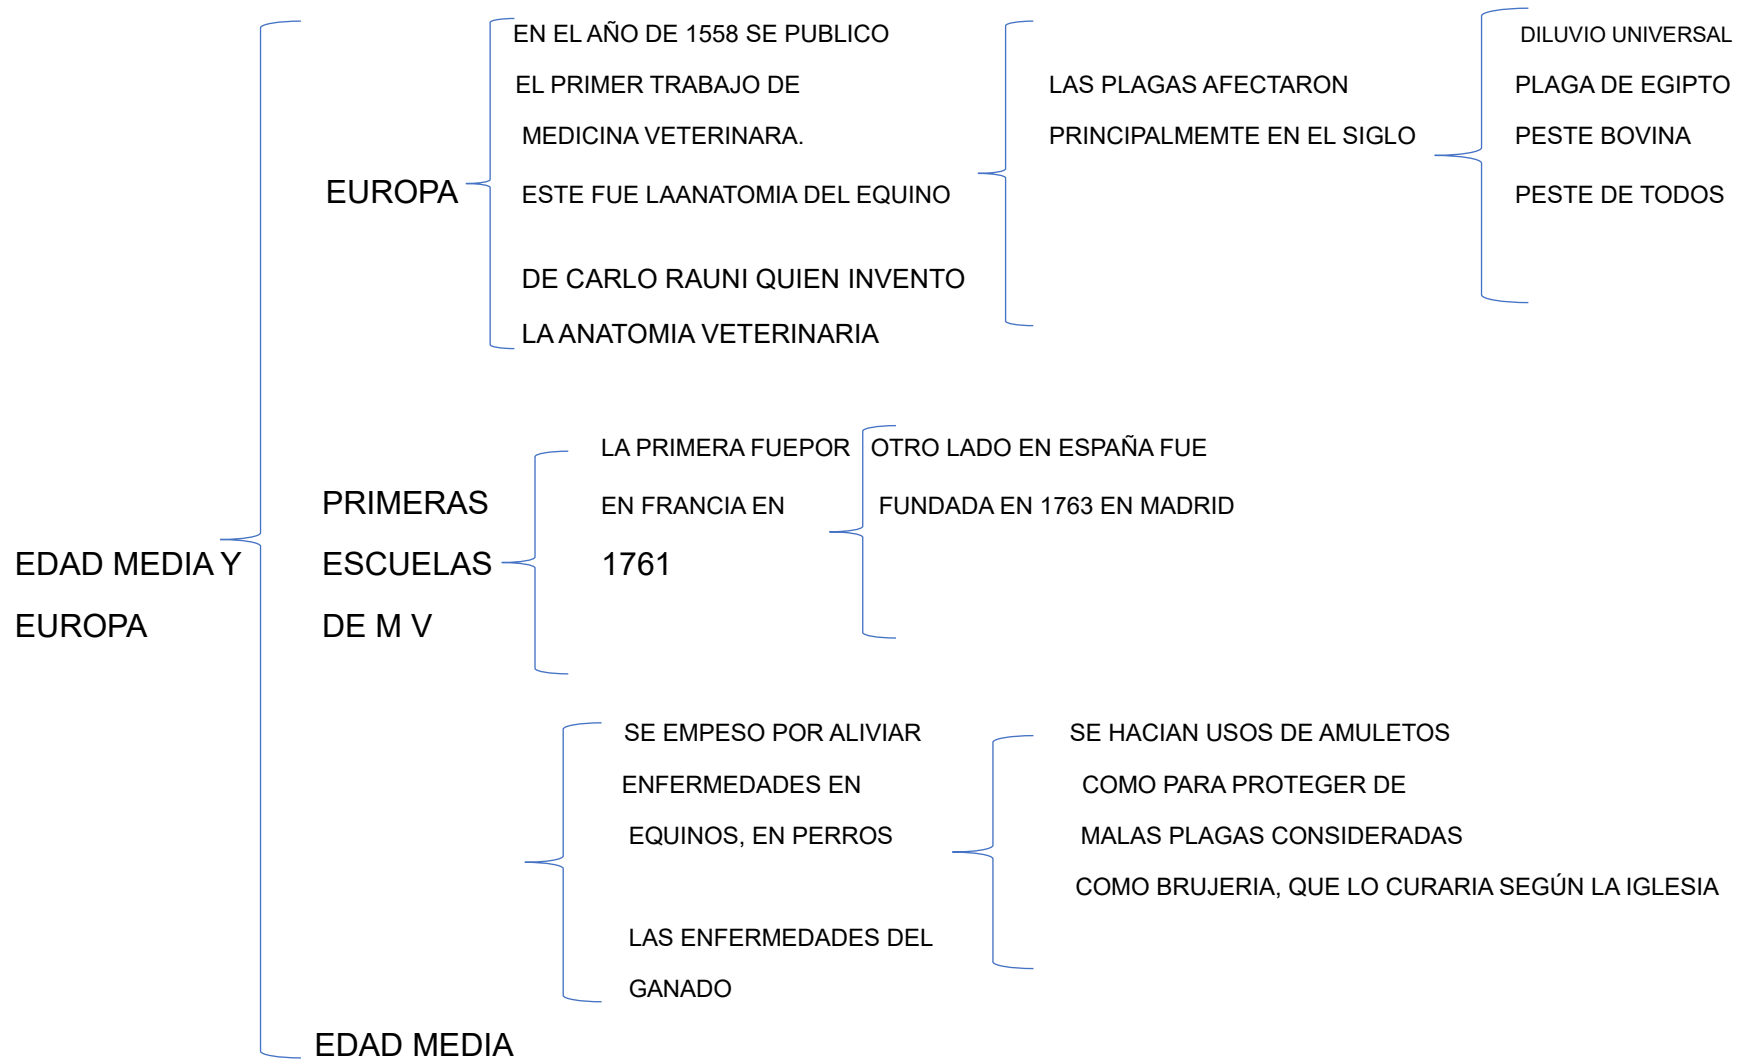 EDAD MEDIA Y
EUROPA
EUROPA
EN EL AÑO DE 1558 SE PUBLICO
EL PRIMER TRABAJO DE
MEDICINA VETERINARA.
ESTE FUE LAANATOMIA DEL EQUINO
DE CARLO RAUNI QUIEN INVENTO
LA ANATOMIA VETERINARIA
LAS PLAGAS AFECTARON
PRINCIPALMEMTE EN EL SIGLO
DILUVIO UNIVERSAL
PLAGA DE EGIPTO
PESTE BOVINA
PESTE DE TODOS
PRIMERAS
ESCUELAS
DE M V
LA PRIMERA FUEPOR
EN FRANCIA EN
1761
OTRO LADO EN ESPAÑA FUE
FUNDADA EN 1763 EN MADRID
SE EMPESO POR ALIVIAR
ENFERMEDADES EN
EQUINOS, EN PERROS
LAS ENFERMEDADES DEL
GANADO
SE HACIAN USOS DE AMULETOS
COMO PARA PROTEGER DE
MALAS PLAGAS CONSIDERADAS
COMO BRUJERIA, QUE LO CURARIA SEGÚN LA IGLESIA
EDAD MEDIA